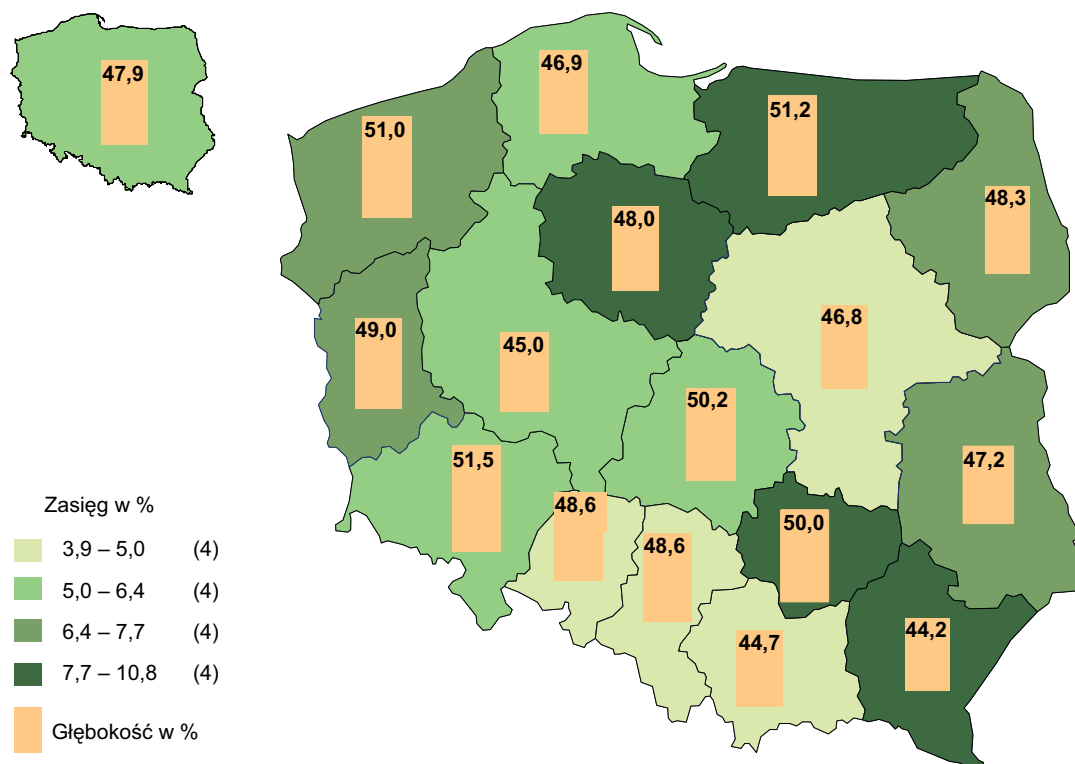 47,9
46,9
51,0
51,2
48,3
48,0
49,0
45,0
46,8
50,2
51,5
47,2
48,6
50,0
48,6
44,7
44,2
Zasięg w %
3,9 – 5,0 (4)
5,0 – 6,4 (4)
6,4 – 7,7 (4)
7,7 – 10,8 (4)
Głębokość w %